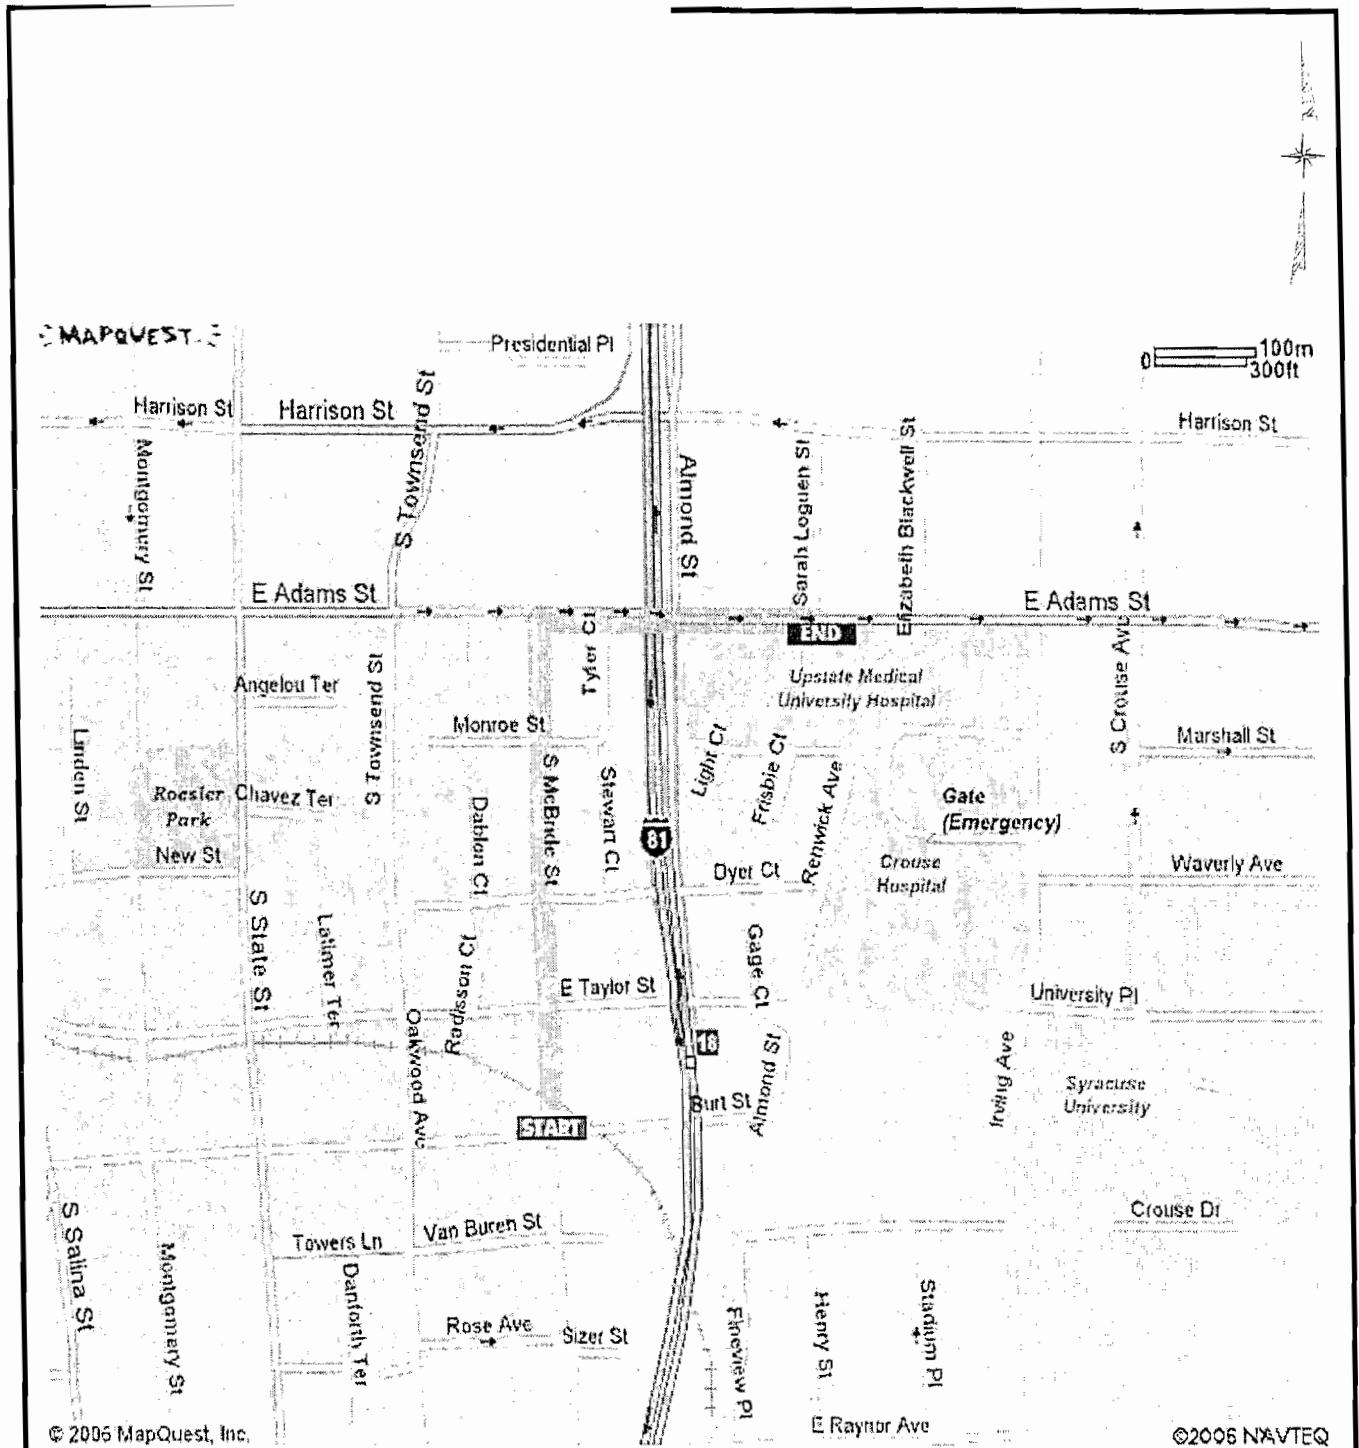 MAPQUEST
Presidential Pl
0
100m
300ft
Harrison St
Harrison St
Harrison St
S Townsend St
Montgomery St
Almond St
Sarah Loguen St
Elizabeth Blackwell St
E Adams St
E Adams St
END
Tyler Ct
Upstate Medical
University Hospital
S Crouse Ave
Angelou Ter
S Townsend St
Monroe St
Marshall St
Linden St
Light Ct
Frisbie Ct
Renwick Ave
S McBride St
Stewart Ct
Roesler
Park
Chavez Ter
Dablon Ct
Gate
(Emergency)
81
New St
Dyer Ct
Crouse
Hospital
Waverly Ave
S State St
Latimer Ter
Radisson Ct
Gage Ct
E Taylor St
University Pl
Oakwood Ave
18
Almond St
Irving Ave
Syracuse
University
Burt St
START
S Salina St
Crouse Dr
Van Buren St
Towers Ln
Montgomery St
Danforth Ter
Rose Ave
Sizer St
Fineview Pl
Henry St
Stadium Pl
E Raynor Ave
© 2006 MapQuest, Inc.
©2006 NAVTEQ